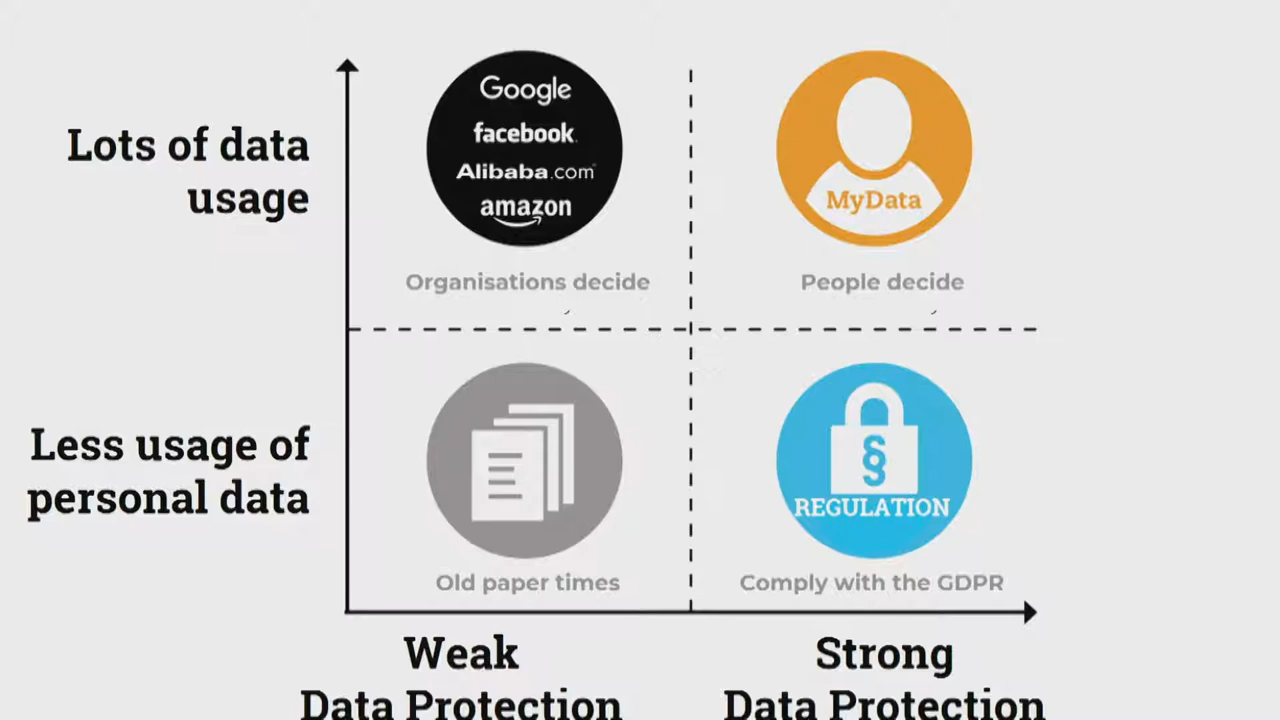 Lots of data
usage
Google
facebook
Alibaba.com
amazon
Organisations decide
MyData
People decide
Less usage of
personal data
Old paper times
§
REGULATION
Comply with the GDPR
Weak
Data Protection
Strong
Data Protection